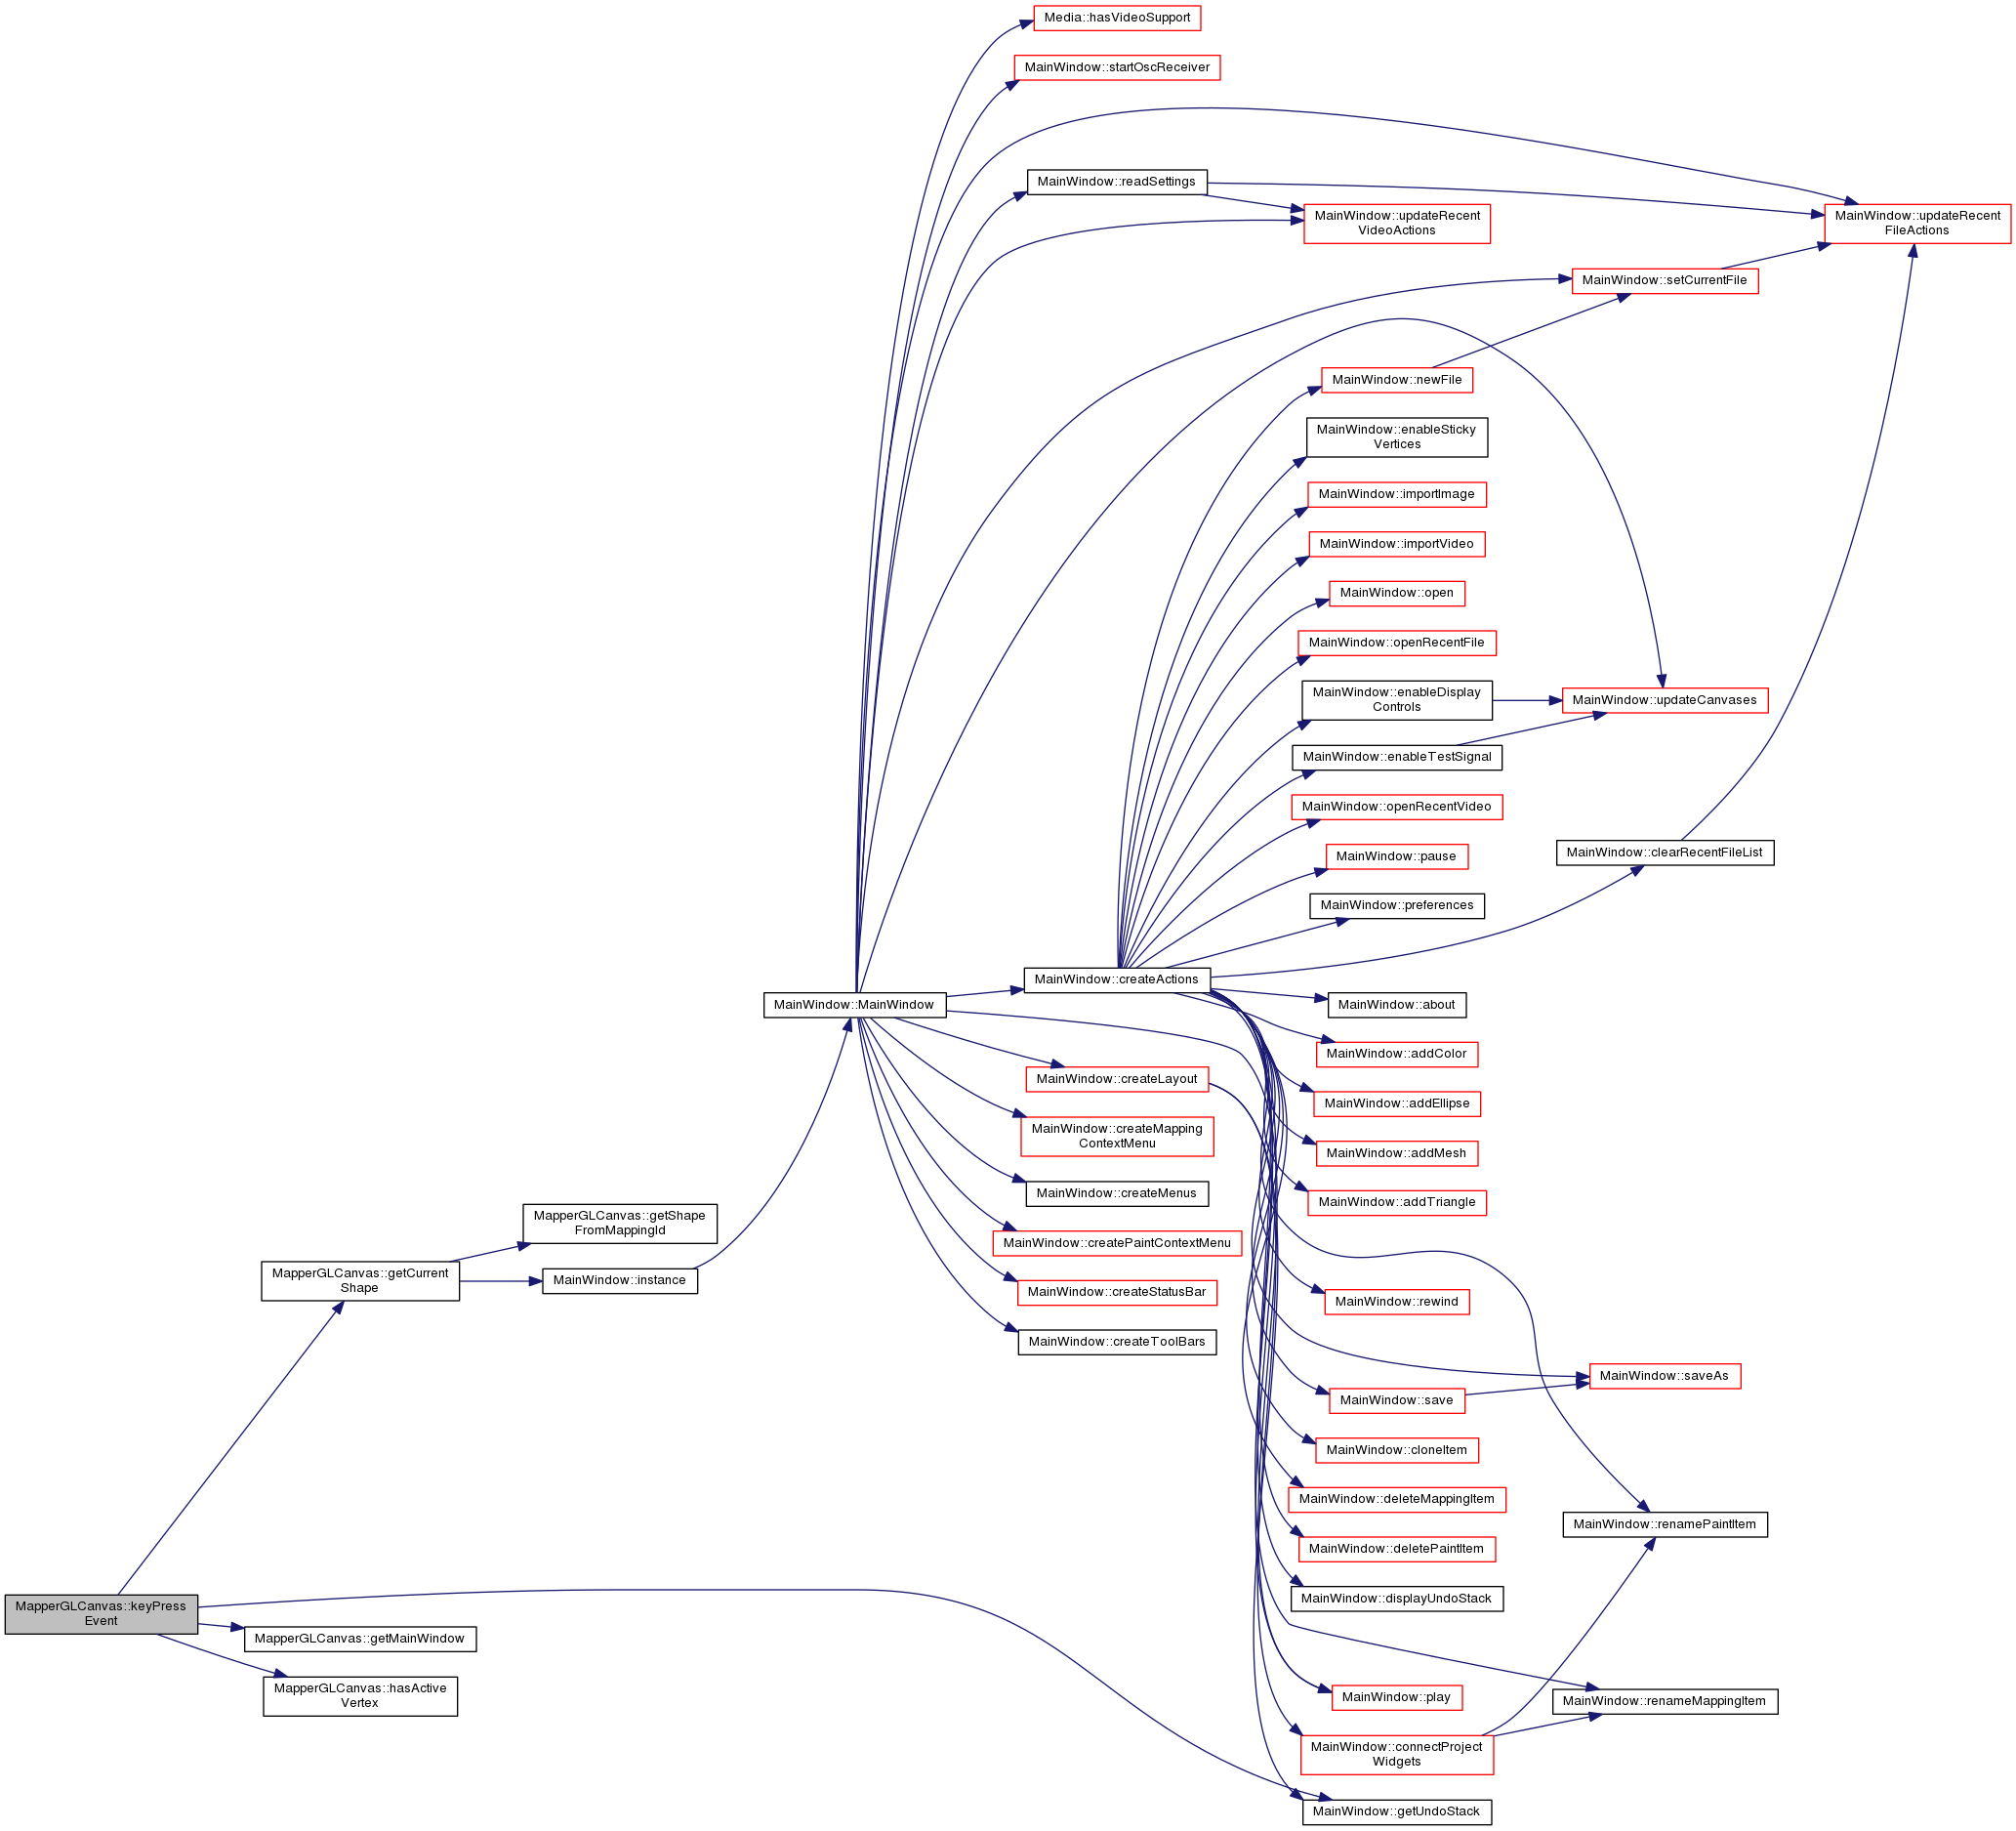 Media::hasVideoSupport
MainWindow::startOscReceiver
MainWindow::readSettings
MainWindow::updateRecent
VideoActions
MainWindow::updateRecent
FileActions
MainWindow::setCurrentFile
MainWindow::newFile
MainWindow::enableSticky
Vertices
MainWindow::importImage
MainWindow::importVideo
MainWindow::open
MainWindow::openRecentFile
MainWindow::enableDisplay
Controls
MainWindow::updateCanvases
MainWindow::enableTestSignal
MainWindow::openRecentVideo
MainWindow::pause
MainWindow::clearRecentFileList
MainWindow::preferences
MainWindow::createActions
MainWindow::MainWindow
MainWindow::about
MainWindow::addColor
MainWindow::createLayout
MainWindow::addEllipse
MainWindow::createMapping
ContextMenu
MainWindow::addMesh
MainWindow::createMenus
MainWindow::addTriangle
MapperGLCanvas::getShape
FromMappingId
MainWindow::createPaintContextMenu
MapperGLCanvas::getCurrent
Shape
MainWindow::instance
MainWindow::createStatusBar
MainWindow::rewind
MainWindow::createToolBars
MainWindow::saveAs
MainWindow::save
MainWindow::cloneItem
MainWindow::deleteMappingItem
MainWindow::renamePaintItem
MainWindow::deletePaintItem
MainWindow::displayUndoStack
MapperGLCanvas::keyPress
Event
MapperGLCanvas::getMainWindow
MapperGLCanvas::hasActive
Vertex
MainWindow::play
MainWindow::renameMappingItem
MainWindow::connectProject
Widgets
MainWindow::getUndoStack